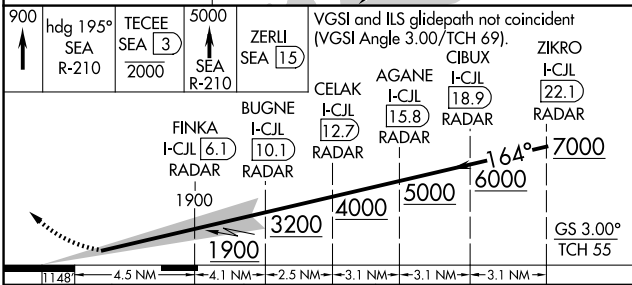 900
hdg 195°
SEA
R-210
TECEE
SEA 3
2000
5000
SEA
R-210
ZERLI
SEA 15
VGSI and ILS glidepath not coincident
(VGSI Angle 3.00/TCH 69).
ZIKRO
I-CJL
22.1
RADAR
CIBUX
I-CJL
18.9
RADAR
AGANE
I-CJL
15.8
RADAR
CELAK
I-CJL
12.7
RADAR
BUGNE
I-CJL
10.1
RADAR
FINKA
I-CJL 6.1
RADAR
1900
1900
3200
4000
5000
6000
164°
7000
GS 3.00°
TCH 55
1148'
4.5 NM
4.1 NM
2.5 NM
3.1 NM
3.1 NM
3.1 NM